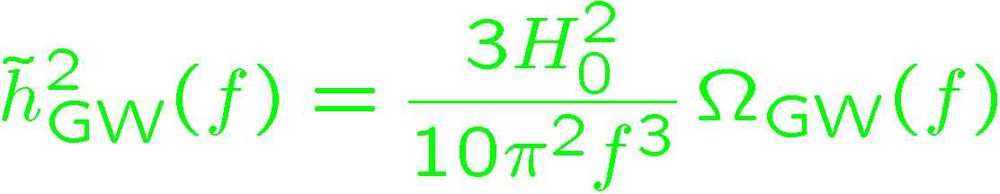 h̃²_GW(f) = 3H₀² / 10π²f³ Ω_GW(f)